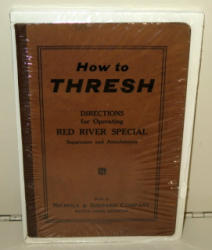 How to
THRESH
DIRECTIONS
for Operating
RED RIVER SPECIAL
Separators and Attachments
NICHOLS & SHEPARD COMPANY